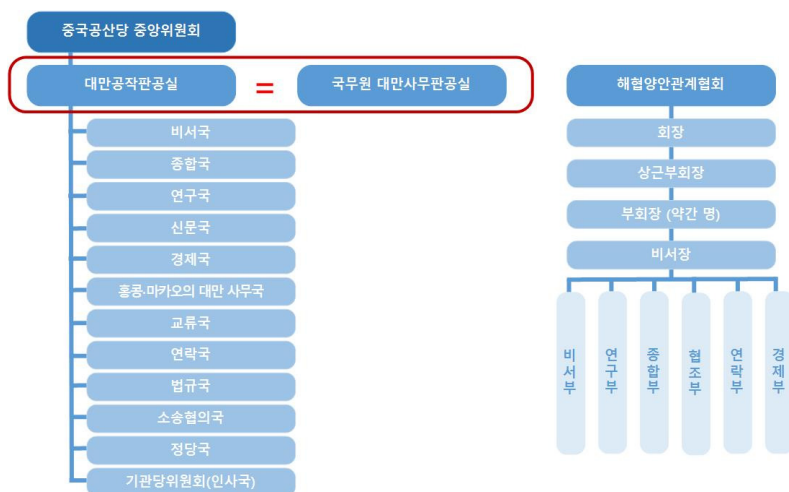 중국공산당 중앙위원회
대만공작판공실
=
국무원 대만사무판공실
비서국
종합국
연구국
신문국
경제국
홍콩·마카오의 대만 사무국
교류국
연락국
법규국
소송협의국
정당국
기관당위원회(인사국)
해협양안관계협회
회장
상근부회장
부회장 (약간 명)
비서장
비서부
연구부
종합부
협조부
연락부
경제부